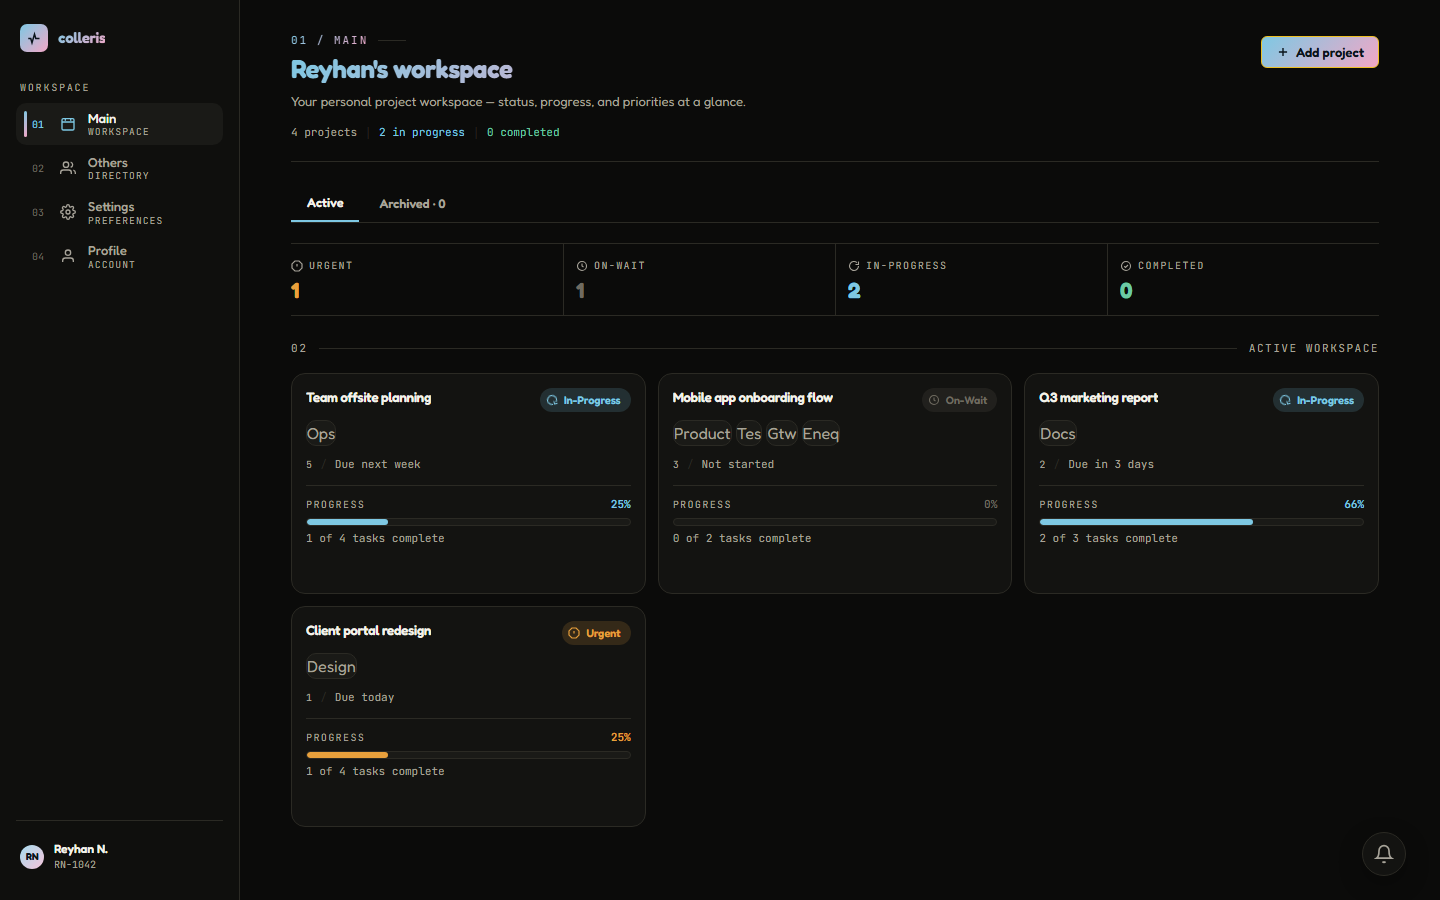 colleris
WORKSPACE
01 Main
WORKSPACE
02 Others
DIRECTORY
03 Settings
PREFERENCES
04 Profile
ACCOUNT
RN Reyhan N.
RN-1042
01 / MAIN
Reyhan's workspace
Your personal project workspace — status, progress, and priorities at a glance.
4 projects | 2 in progress | 0 completed
+ Add project
Active Archived · 0
URGENT
1
ON-WAIT
1
IN-PROGRESS
2
COMPLETED
0
02 ACTIVE WORKSPACE
Team offsite planning In-Progress
Ops
5 / Due next week
PROGRESS 25%
1 of 4 tasks complete
Mobile app onboarding flow On-Wait
Product Tes Gtw Eneq
3 / Not started
PROGRESS 0%
0 of 2 tasks complete
Q3 marketing report In-Progress
Docs
2 / Due in 3 days
PROGRESS 66%
2 of 3 tasks complete
Client portal redesign Urgent
Design
1 / Due today
PROGRESS 25%
1 of 4 tasks complete